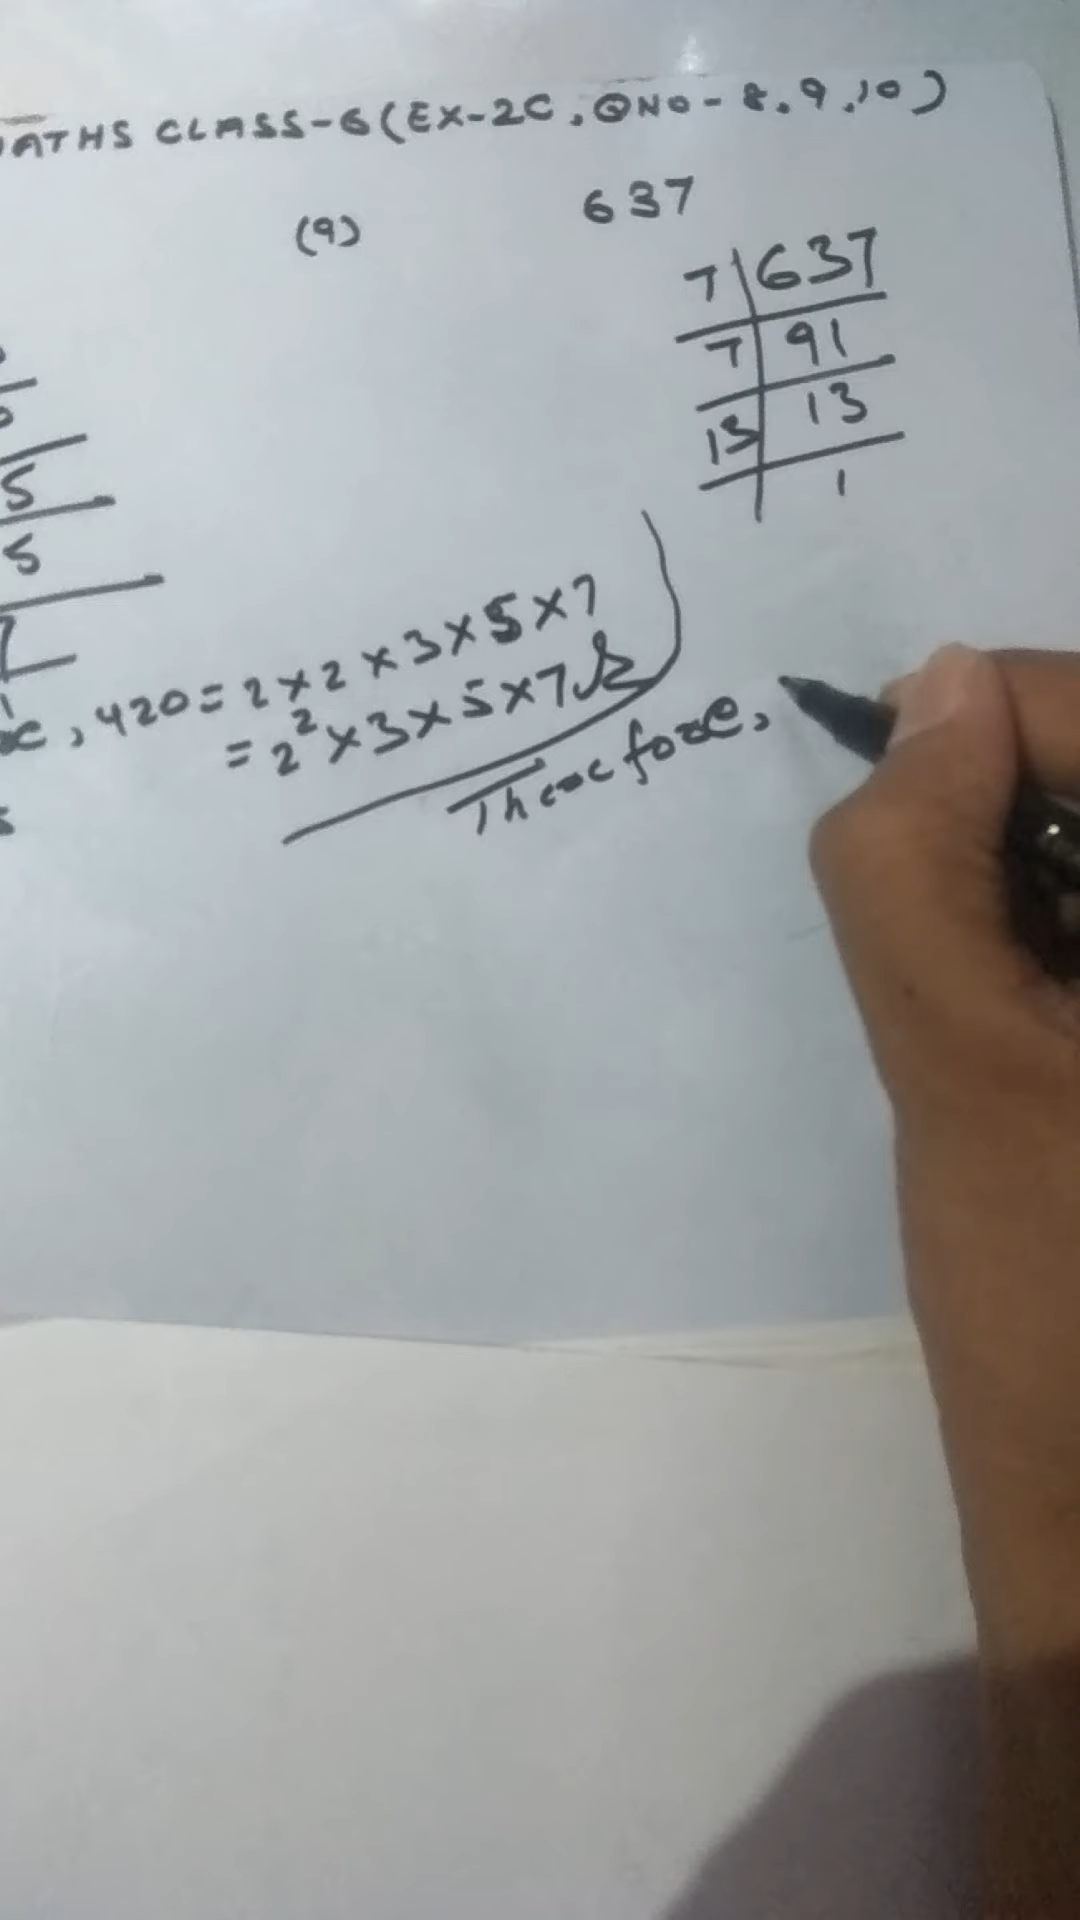 MATHS CLASS-6 (EX-2C, QNO-8.9.10)
(9)
637
7 | 637
7 | 91
13 | 13
1
5
5
, 420 = 2 × 2 × 3 × 5 × 7
= 2² × 3 × 5 × 7
Therefore,